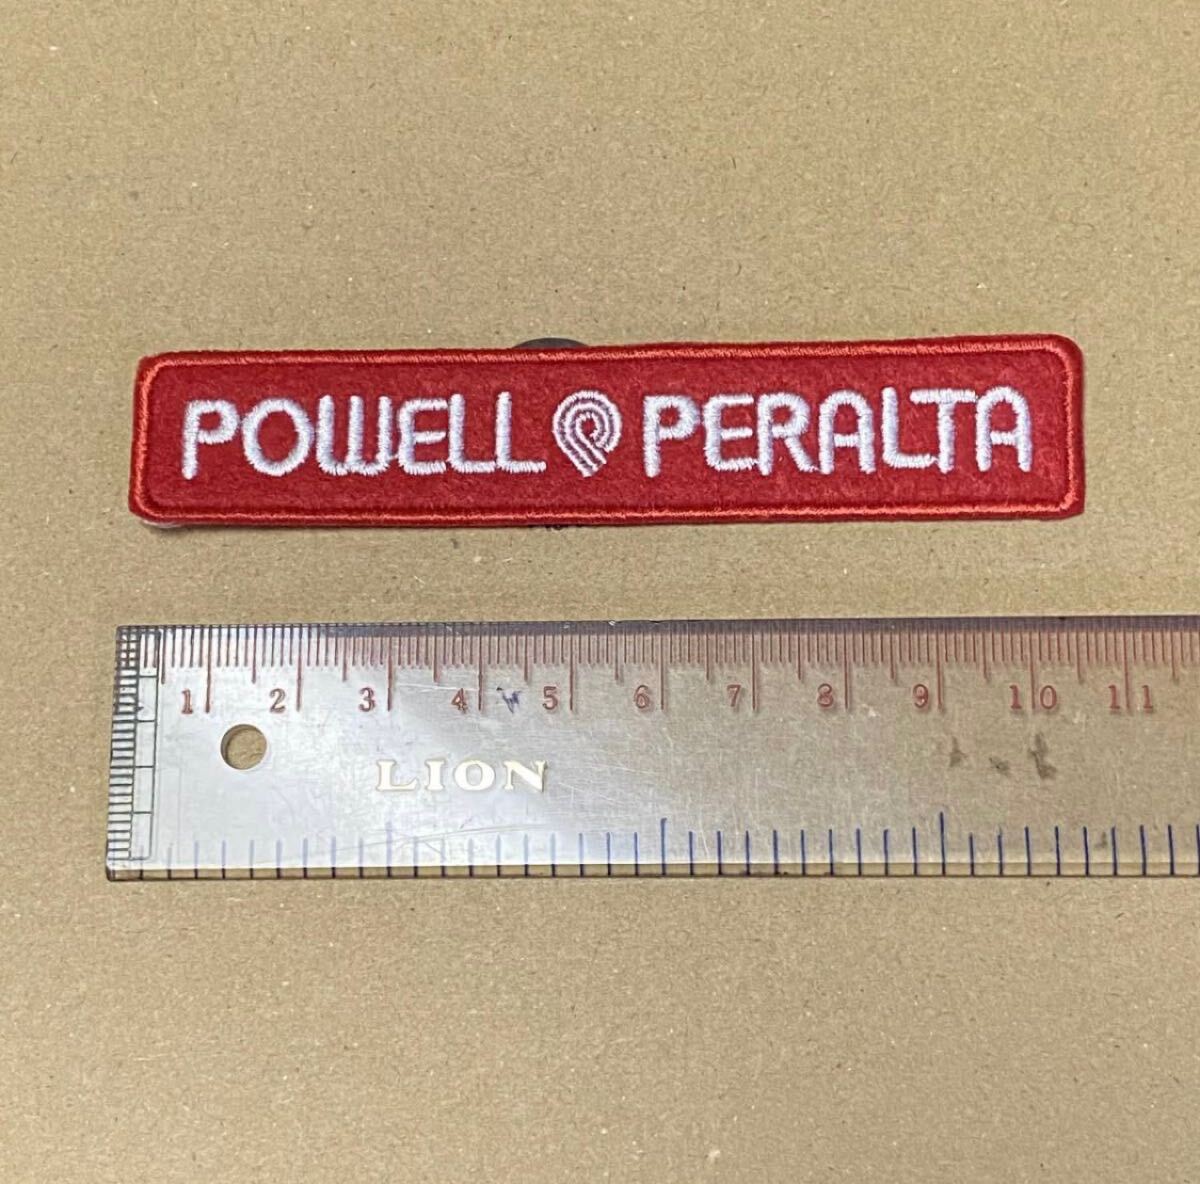 POWELL PERALTA
1 2 3 4 5 6 7 8 9 10 11
LION